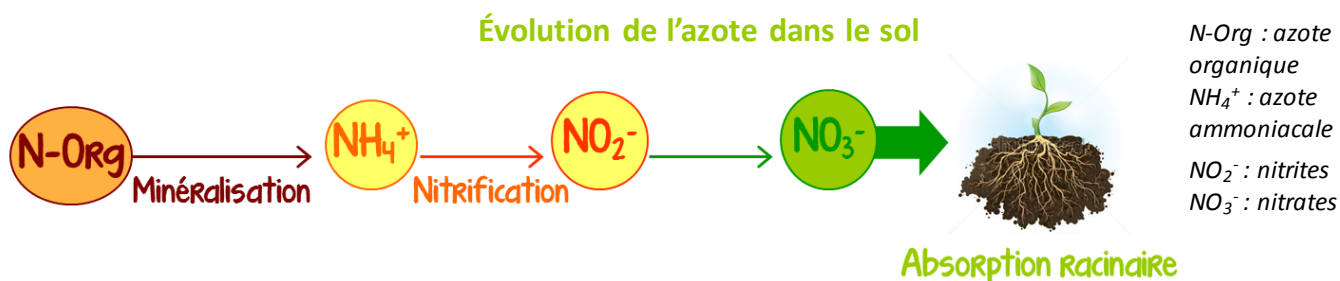 Évolution de l'azote dans le sol
N-Org
Minéralisation
NH₄⁺
Nitrification
NO₂⁻
NO₃⁻
Absorption racinaire
N-Org : azote
organique
NH₄⁺ : azote
ammoniacale
NO₂⁻ : nitrites
NO₃⁻ : nitrates